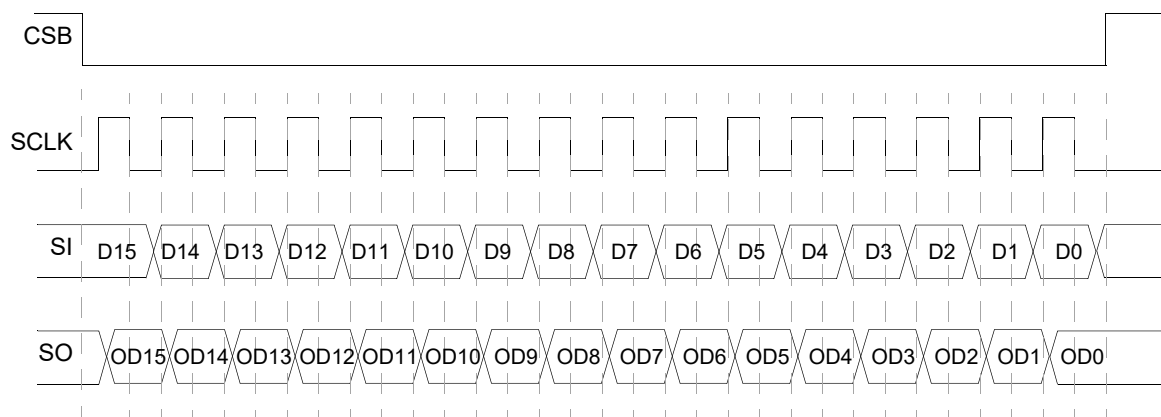 CSB
SCLK
SI D15 D14 D13 D12 D11 D10 D9 D8 D7 D6 D5 D4 D3 D2 D1 D0
SO OD15 OD14 OD13 OD12 OD11 OD10 OD9 OD8 OD7 OD6 OD5 OD4 OD3 OD2 OD1 OD0